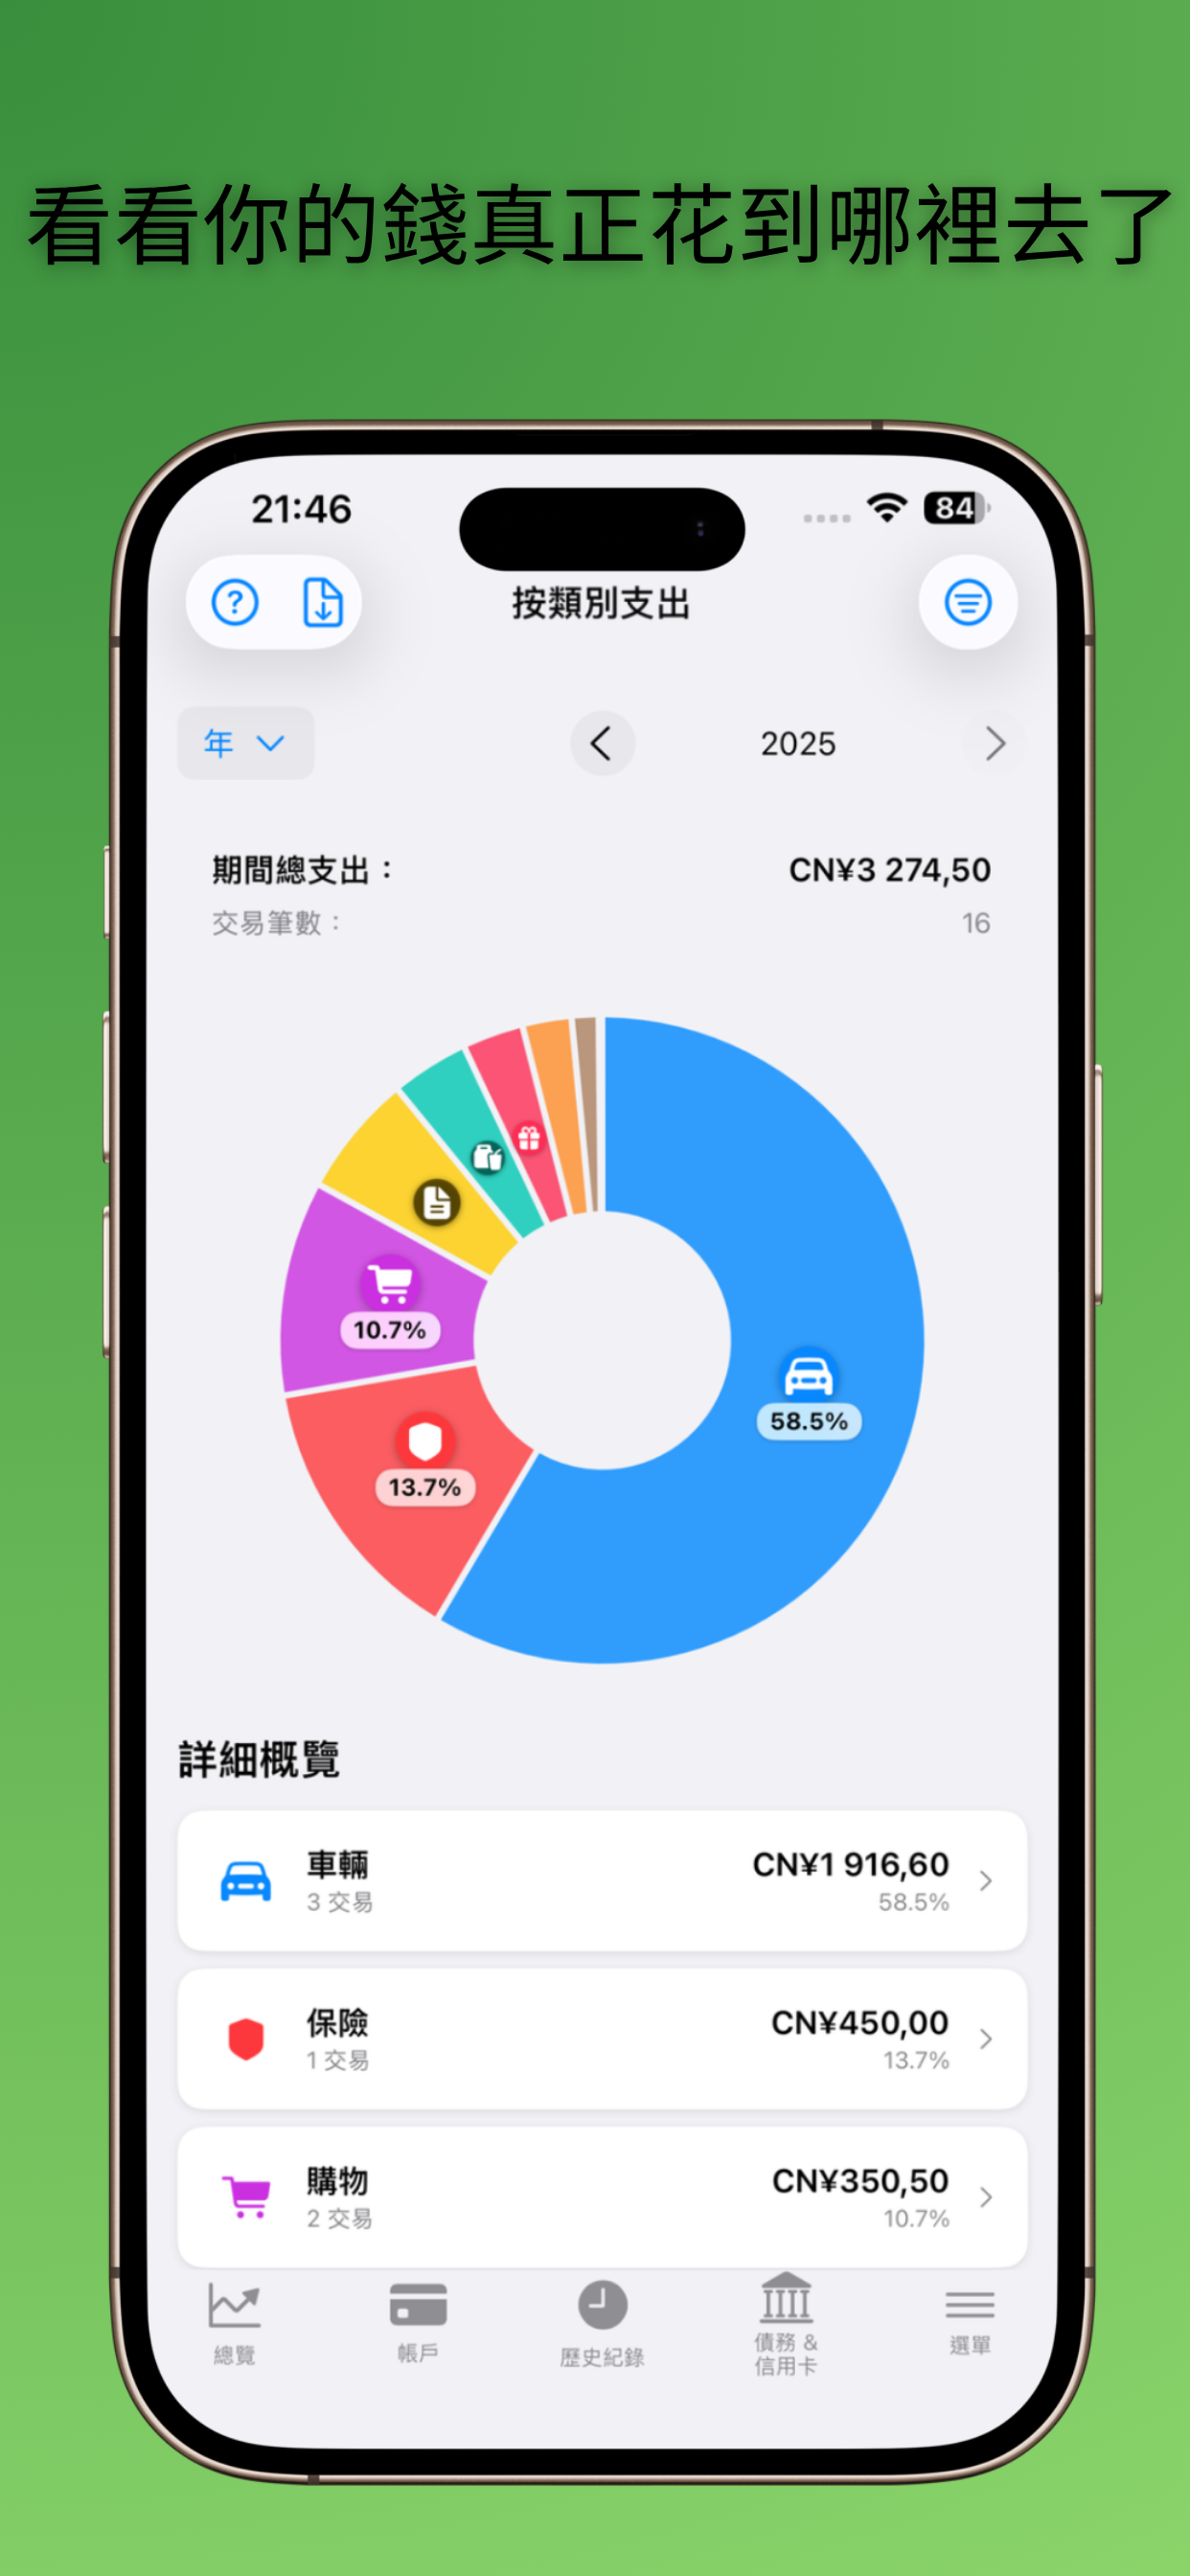 看看你的錢真正花到哪裡去了
21:46
84
按類別支出
年
2025
期間總支出：
CN¥3 274,50
交易筆數：
16
10.7%
58.5%
13.7%
詳細概覽
車輛
CN¥1 916,60
3 交易
58.5%
保險
CN¥450,00
1 交易
13.7%
購物
CN¥350,50
2 交易
10.7%
總覽
帳戶
歷史紀錄
債務 &
信用卡
選單